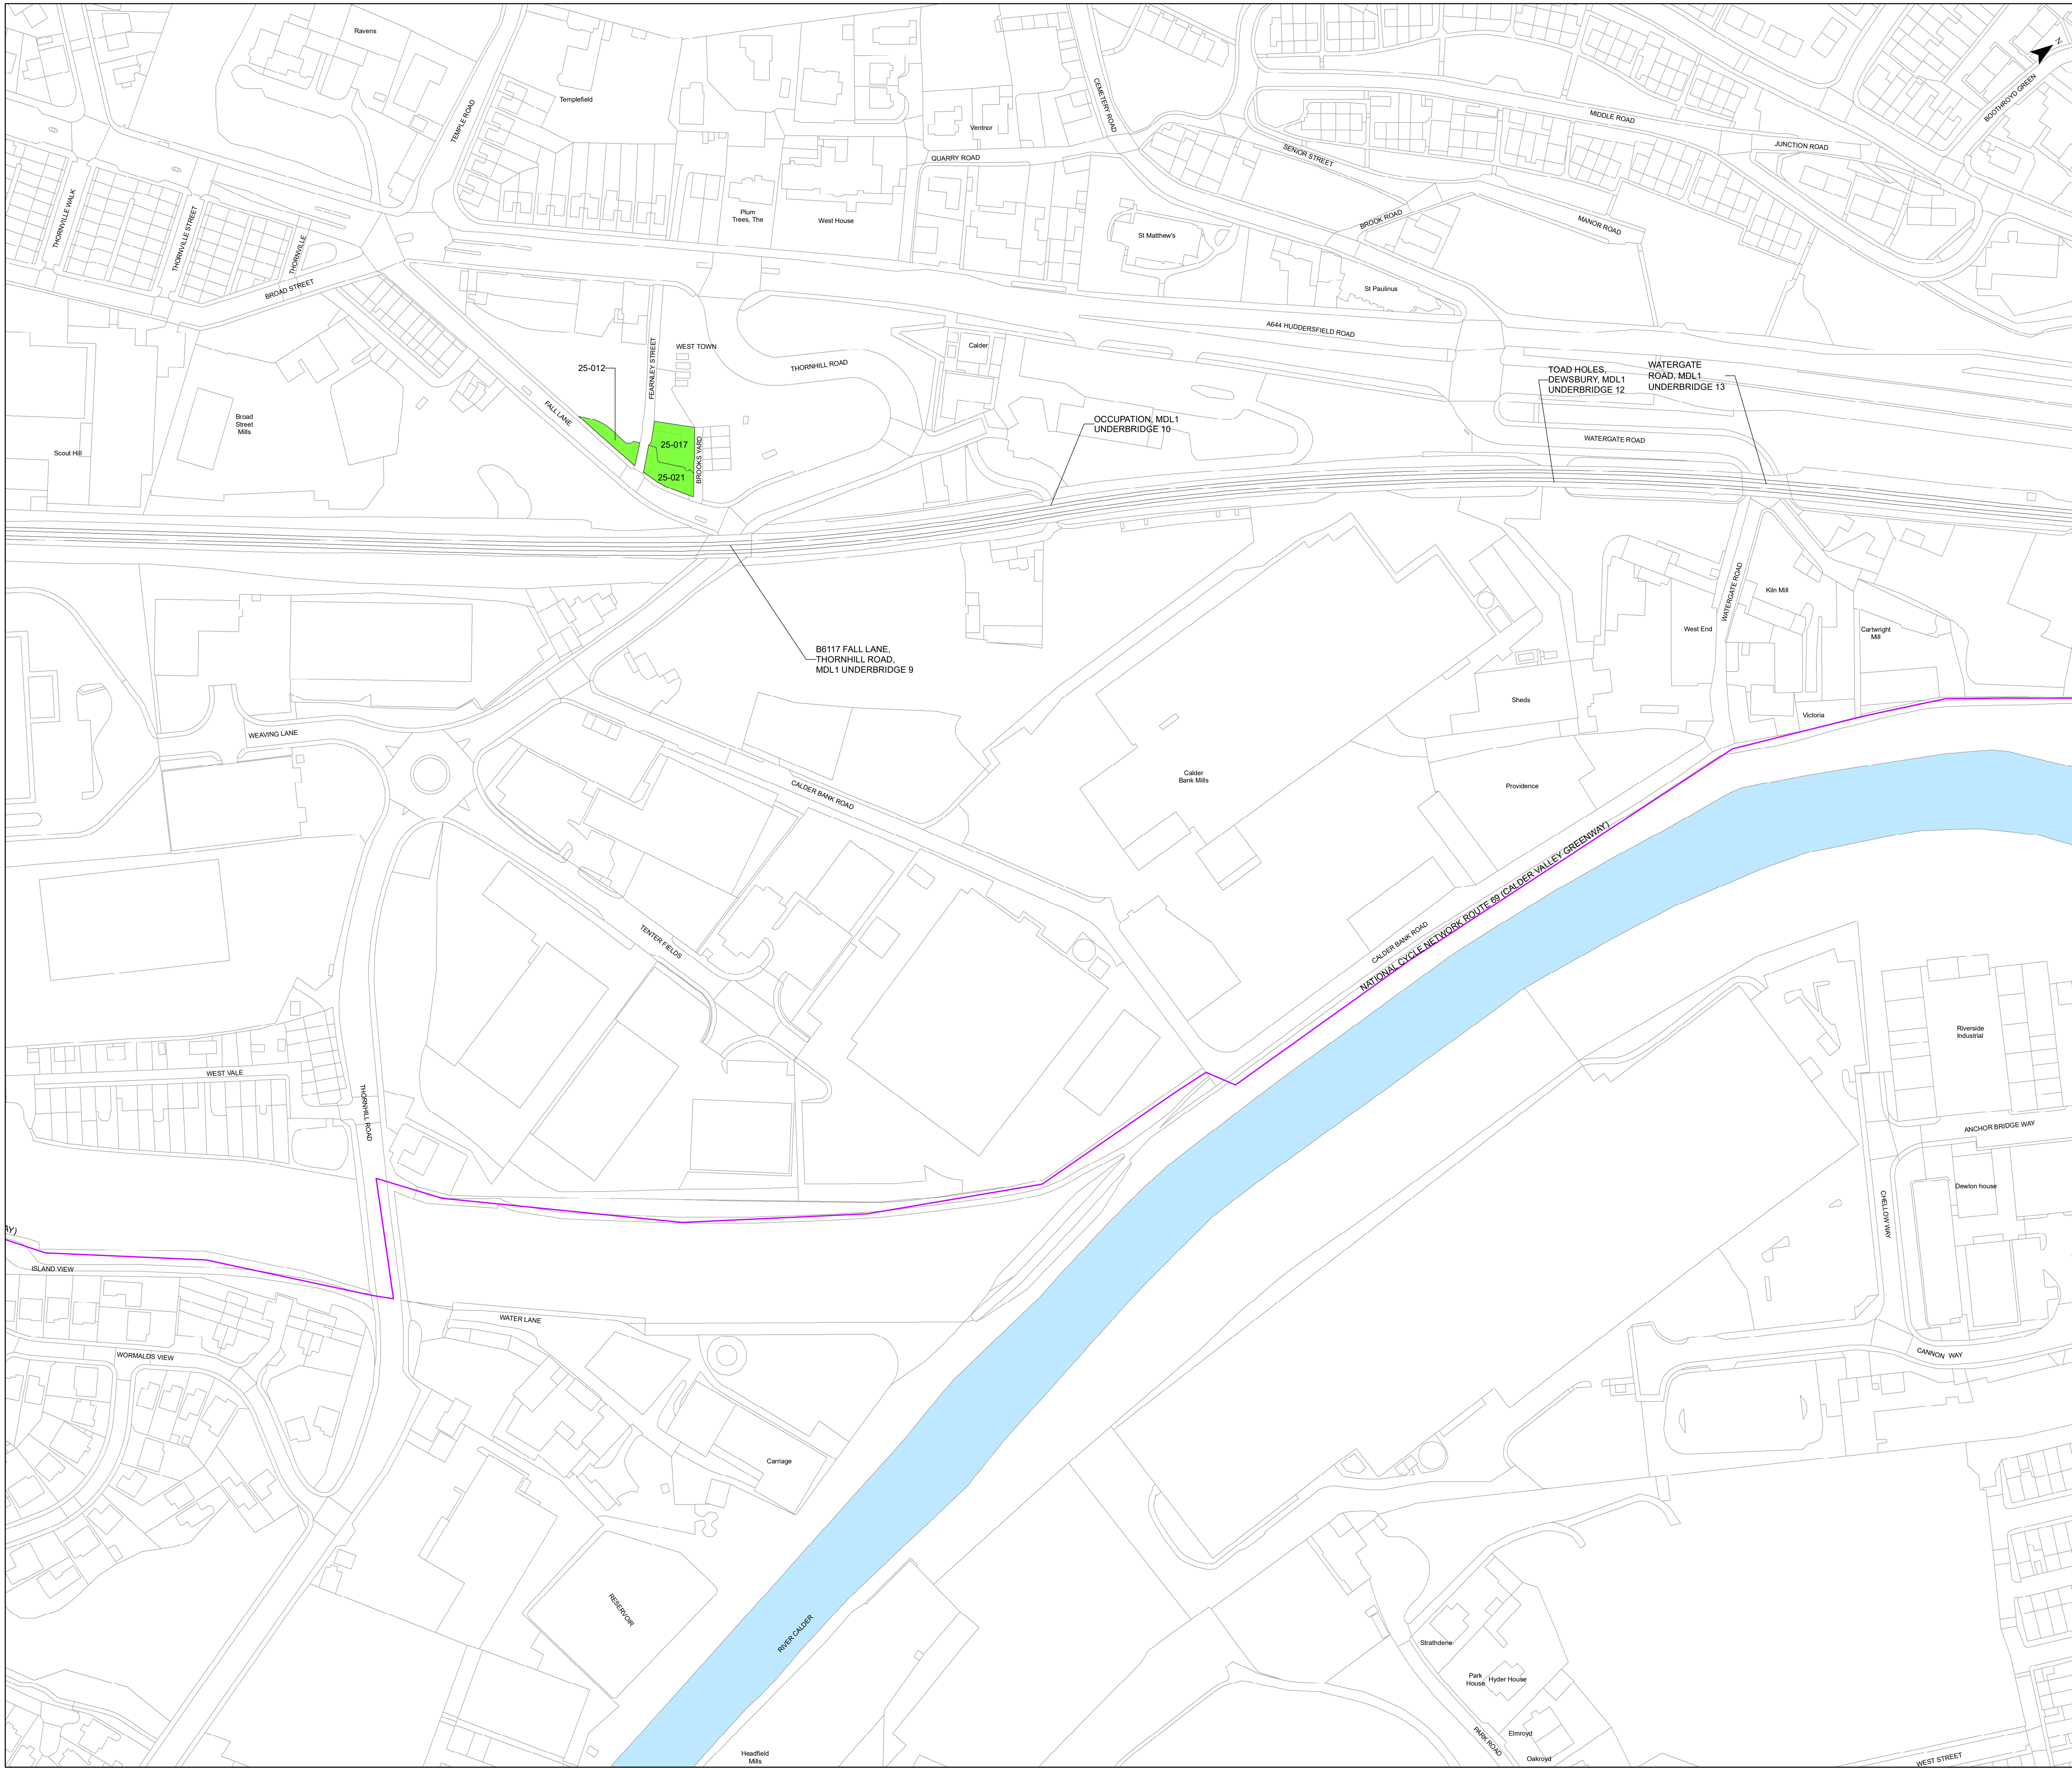 Ravens
TEMPLE ROAD
Templefield
CEMETERY ROAD
Ventnor
QUARRY ROAD
SENIOR STREET
MIDDLE ROAD
JUNCTION ROAD
BOOTHROYD GREEN
N
THORNVILLE WALK
THORNVILLE STREET
THORNVILLE
BROAD STREET
Plum
Trees, The
West House
St Matthew's
BROOK ROAD
MANOR ROAD
St Paulinus
A644 HUDDERSFIELD ROAD
WEST TOWN
FEARNLEY STREET
THORNHILL ROAD
Calder
25-012
FALL LANE
25-017
25-021
BROOKS YARD
Broad
Street
Mills
Scout Hill
OCCUPATION, MDL1
UNDERBRIDGE 10
TOAD HOLES,
DEWSBURY, MDL1
UNDERBRIDGE 12
WATERGATE
ROAD, MDL1
UNDERBRIDGE 13
WATERGATE ROAD
B6117 FALL LANE,
THORNHILL ROAD,
MDL1 UNDERBRIDGE 9
WATERGATE ROAD
Kiln Mill
West End
Cartwright
Mill
Sheds
Victoria
WEAVING LANE
CALDER BANK ROAD
Calder
Bank Mills
Providence
TENTER FIELDS
CALDER BANK ROAD
NATIONAL CYCLE NETWORK ROUTE 69 (CALDER VALLEY GREENWAY)
Riverside
Industrial
WEST VALE
THORNHILL ROAD
ANCHOR BRIDGE WAY
Dewlon house
CHELLOW WAY
CANNON WAY
AY)
ISLAND VIEW
WATER LANE
WORMALDS VIEW
Carriage
RESERVOIR
RIVER CALDER
Strathdene
Park
House
Hyder House
Elmroyd
Oakroyd
PARK ROAD
WEST STREET
Headfield
Mills